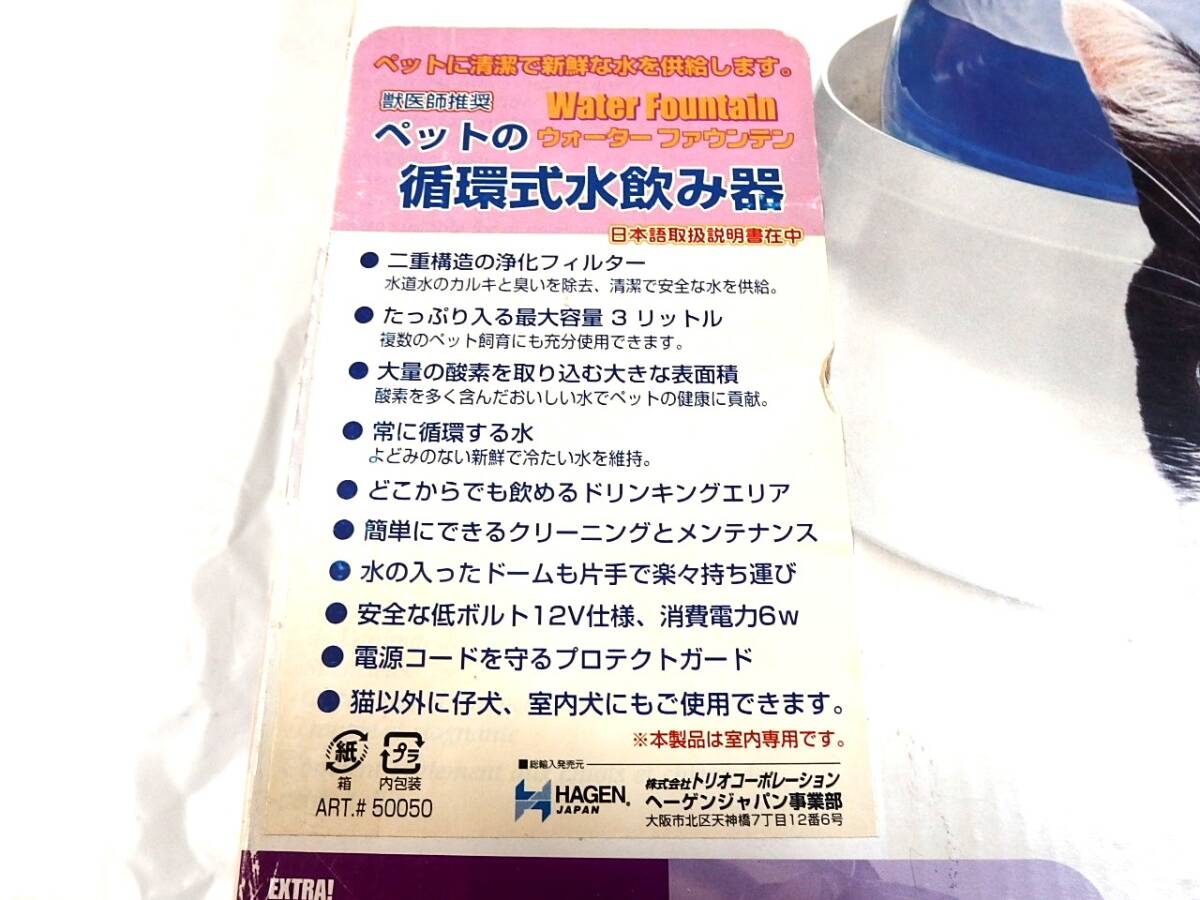 ペットに清潔で新鮮な水を供給します。
獣医師推奨
Water Fountain
ペットの ウォーター ファウンテン
循環式水飲み器
日本語取扱説明書在中
● 二重構造の浄化フィルター
水道水のカルキと臭いを除去、清潔で安全な水を供給。
● たっぷり入る最大容量 3 リットル
複数のペット飼育にも充分使用できます。
● 大量の酸素を取り込む大きな表面積
酸素を多く含んだおいしい水でペットの健康に貢献。
● 常に循環する水
よどみのない新鮮で冷たい水を維持。
● どこからでも飲めるドリンキングエリア
● 簡単にできるクリーニングとメンテナンス
● 水の入ったドームも片手で楽々持ち運び
● 安全な低ボルト12V仕様、消費電力6w
● 電源コードを守るプロテクトガード
● 猫以外に仔犬、室内犬にもご使用できます。
※本製品は室内専用です。
紙 プラ
箱 内包装
ART.# 50050
■総輸入発売元
HAGEN®
JAPAN
株式会社トリオコーポレーション
ヘーゲンジャパン事業部
大阪市北区天神橋7丁目12番6号
EXTRA!